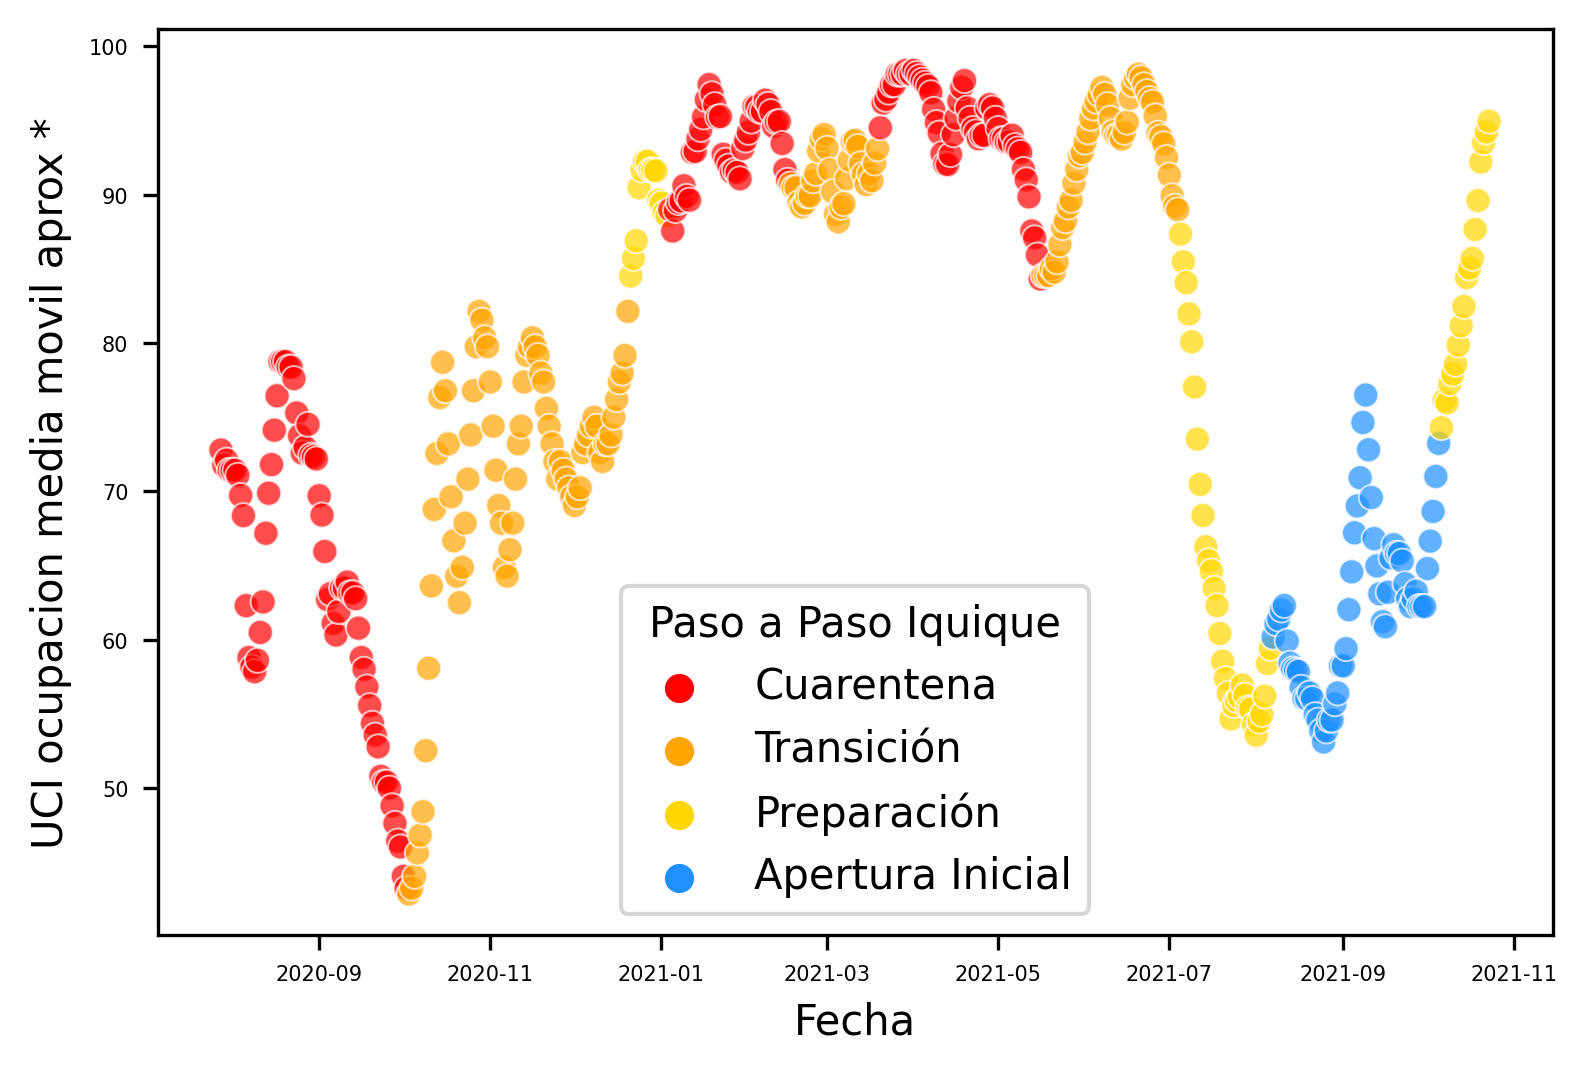 100
90
80
70
60
50
UCI ocupacion media movil aprox *
Paso a Paso Iquique
Cuarentena
Transición
Preparación
Apertura Inicial
2020-09
2020-11
2021-01
2021-03
2021-05
2021-07
2021-09
2021-11
Fecha